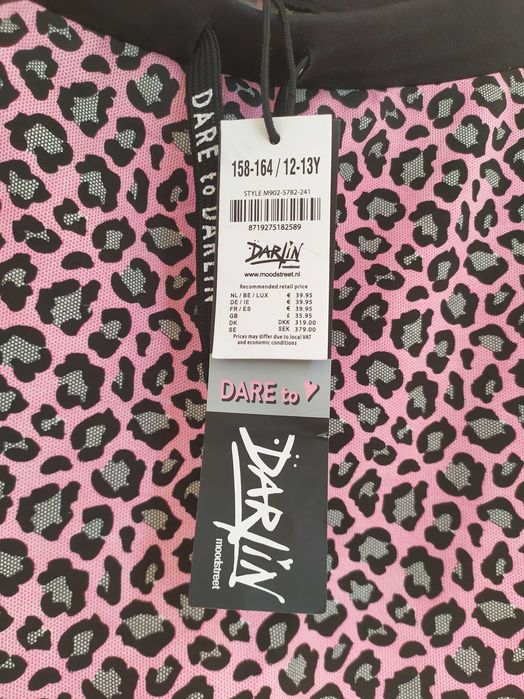 DARE to DARLIN
158-164 / 12-13Y
STYLE M902-5782-241
8719275182589
DARLIN
moodstreet
www.moodstreet.nl
Recommended retail price
NL / BE / LUX € 39.95
DE / IE € 39.95
FR / ES € 39.95
GB £ 35.95
DK DKK 319.00
SE SEK 379.00
Prices may differ due to local VAT
and economic conditions
DARE to
DARLIN
moodstreet